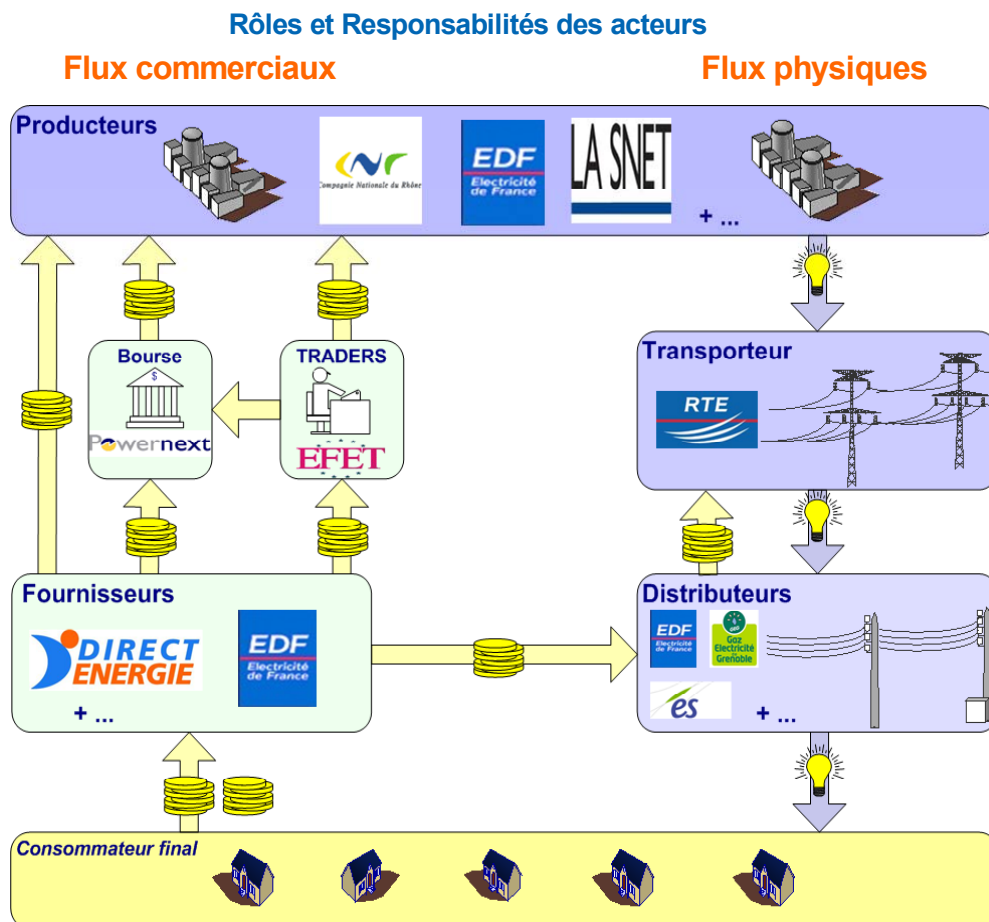 Rôles et Responsabilités des acteurs
Flux commerciaux
Flux physiques
Producteurs
CNR
Compagnie Nationale du Rhône
EDF
Electricité
de France
LA SNET
+ ...
Bourse
$
Powernext
TRADERS
EFET
Transporteur
RTE
Fournisseurs
DIRECT
ENERGIE
+ ...
EDF
Electricité
de France
Distributeurs
EDF
Electricité
de France
Gaz
Electricité
de
Grenoble
és
+ ...
Consommateur final